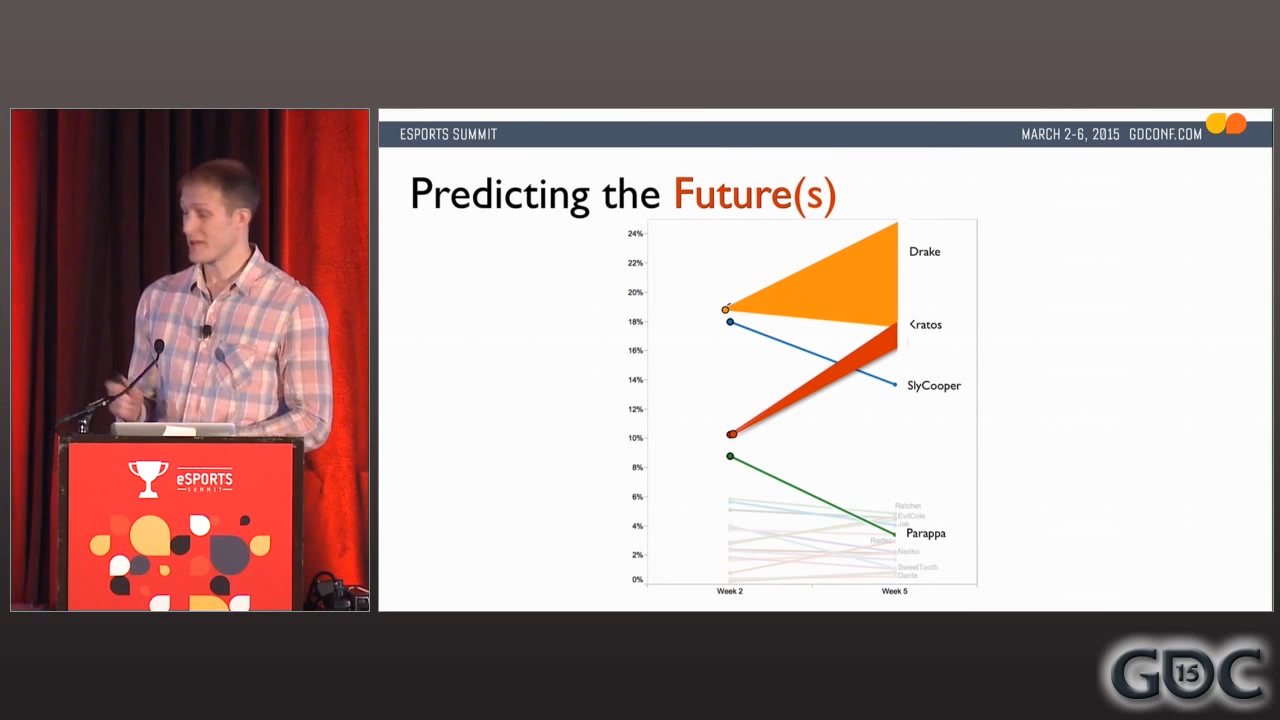 ESPORTS SUMMIT
MARCH 2-6, 2015 GDCONF.COM
Predicting the Future(s)
24%
22%
20%
18%
16%
14%
12%
10%
8%
6%
4%
2%
0%
Drake
Kratos
SlyCooper
Ratchet
EvilCole
Jak
Parappa
Radec
Nariko
SweetTooth
Dante
Week 2
Week 5
eSPORTS
SUMMIT
GDC
15